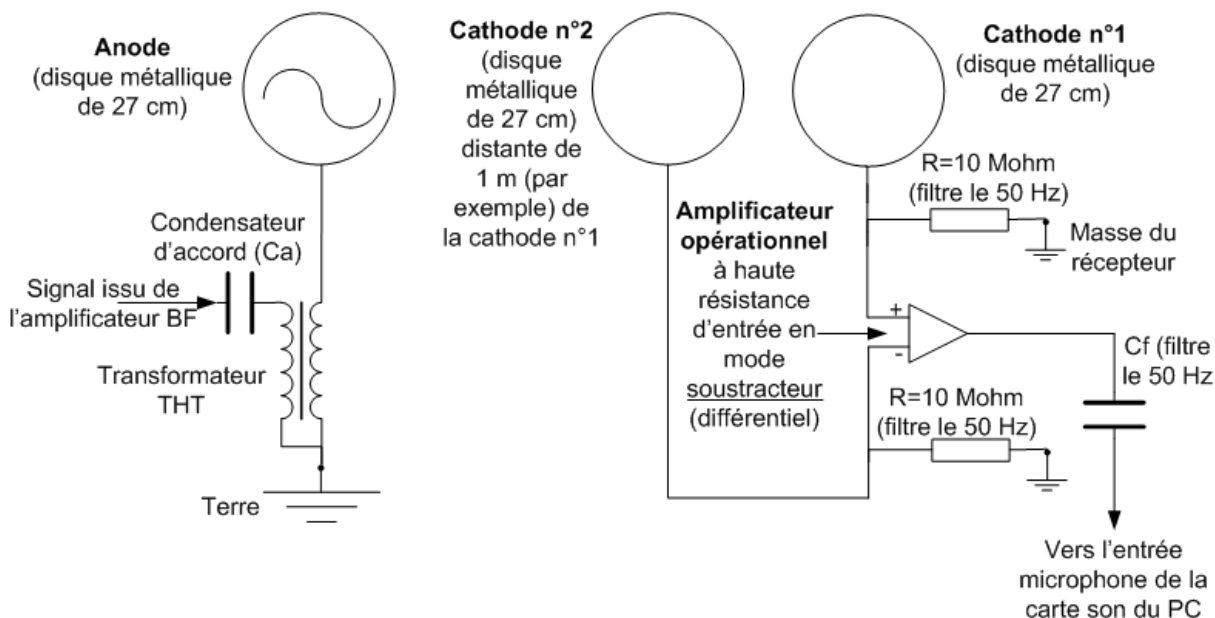 Anode
(disque métallique
de 27 cm)
Cathode n°2
(disque
métallique
de 27 cm)
distante de
1 m (par
exemple) de
la cathode n°1
Cathode n°1
(disque métallique
de 27 cm)
R=10 Mohm
(filtre le 50 Hz)
Masse du
récepteur
Condensateur
d'accord (Ca)
Signal issu de
l'amplificateur BF
Transformateur
THT
Terre
Amplificateur
opérationnel
à haute
résistance
d'entrée en
mode
soustracteur
(différentiel)
+
-
R=10 Mohm
(filtre le 50 Hz)
Cf (filtre
le 50 Hz
Vers l'entrée
microphone de la
carte son du PC